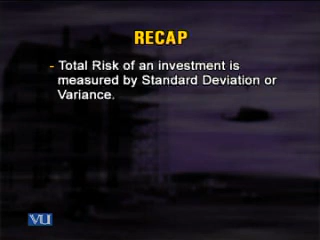 RECAP
- Total Risk of an investment is
measured by Standard Deviation or
Variance.
VU